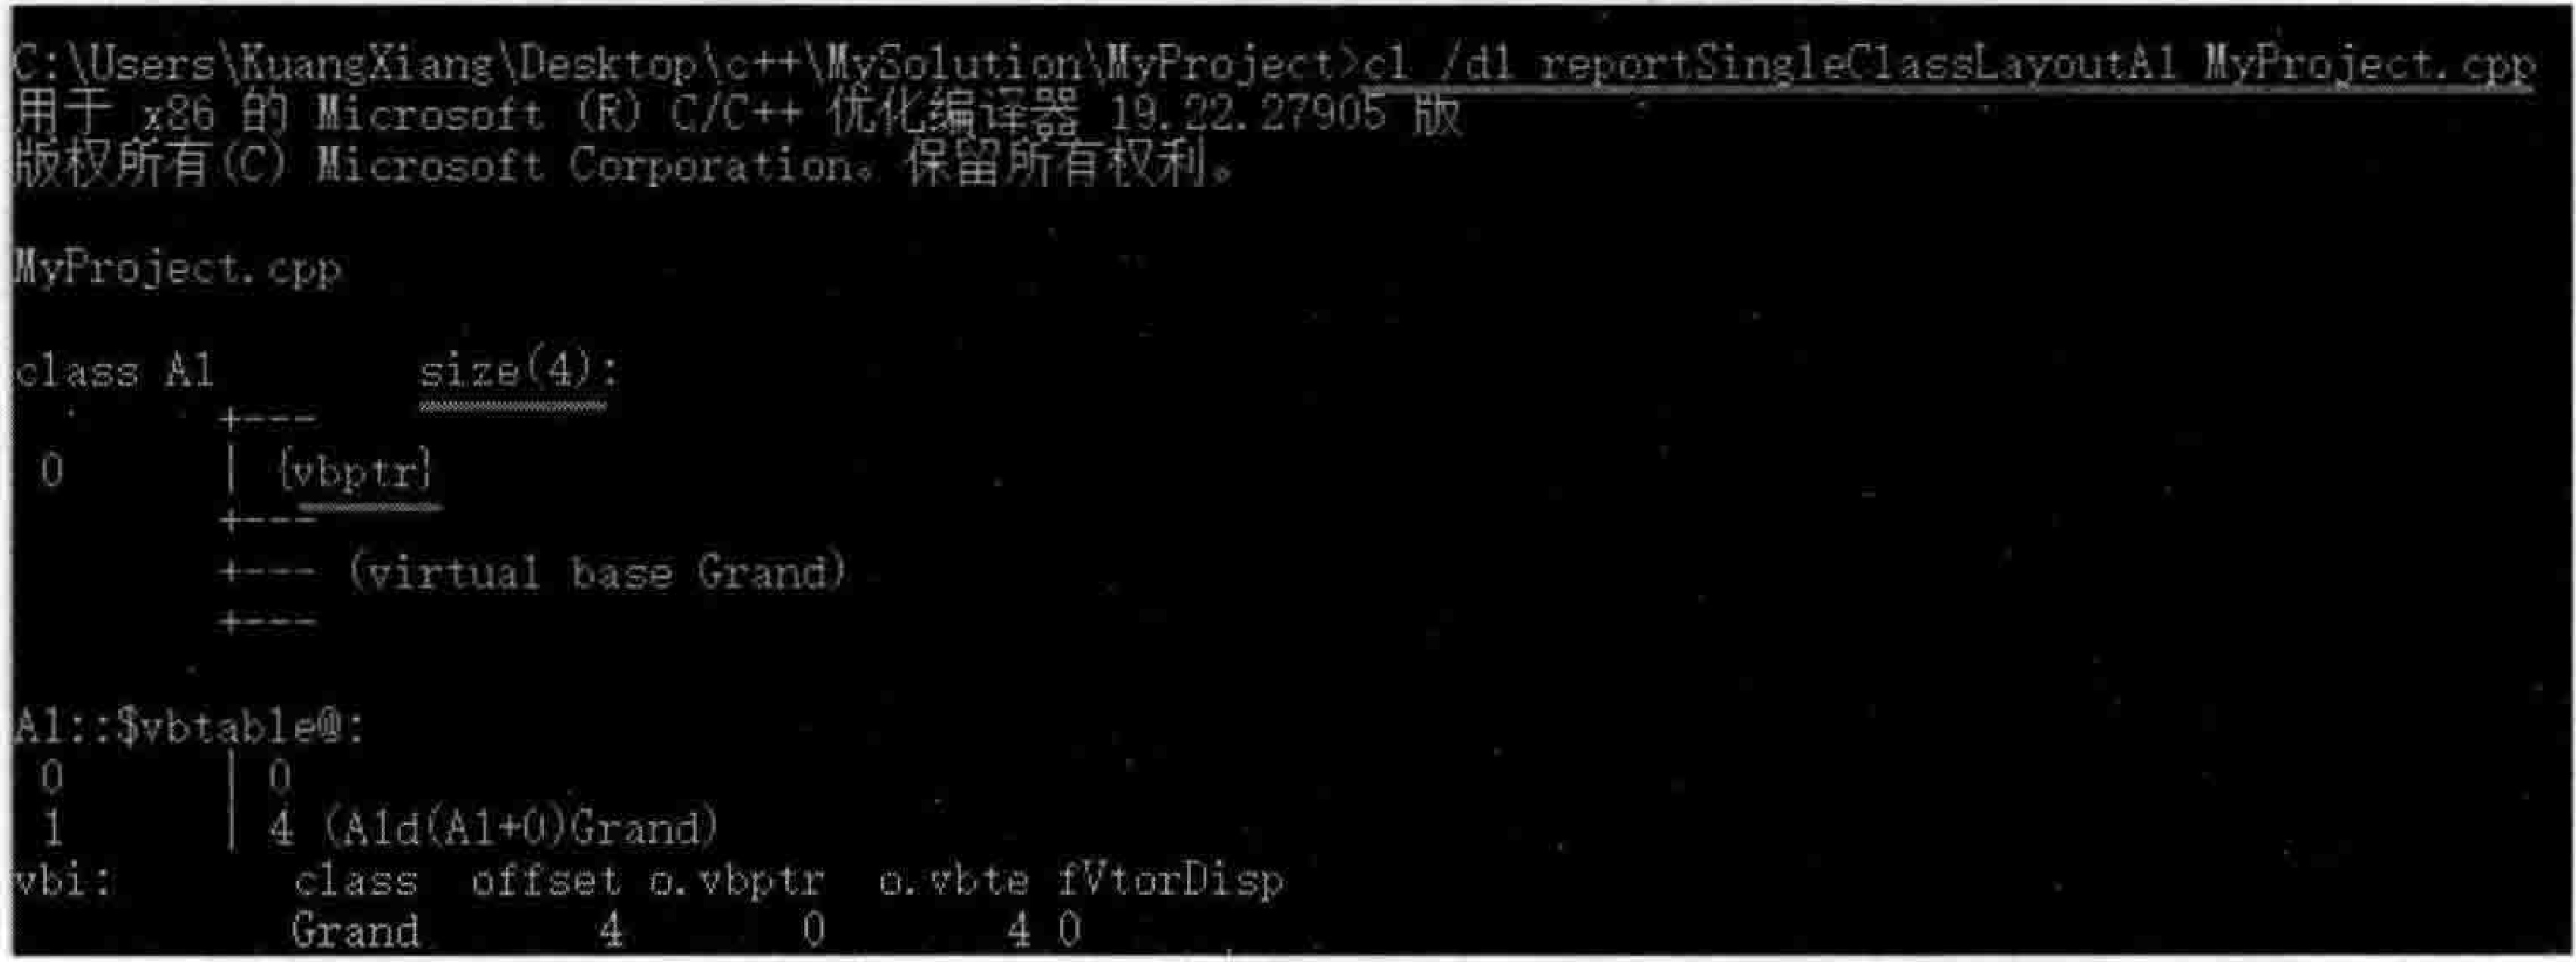 C:\Users\KuangXiang\Desktop\c++\MySolution\MyProject>cl /d1 reportSingleClassLayoutA1 MyProject.cpp
用于 x86 的 Microsoft (R) C/C++ 优化编译器 19.22.27905 版
版权所有(C) Microsoft Corporation。保留所有权利。
MyProject.cpp
class A1 size(4):
+---
0 | {vbptr}
+---
+--- (virtual base Grand)
+---
A1::$vbtable@:
0 | 0
1 | 4 (A1d(A1+0)Grand)
vbi: class offset o.vbptr o.vbte fVtorDisp
Grand 4 0 4 0